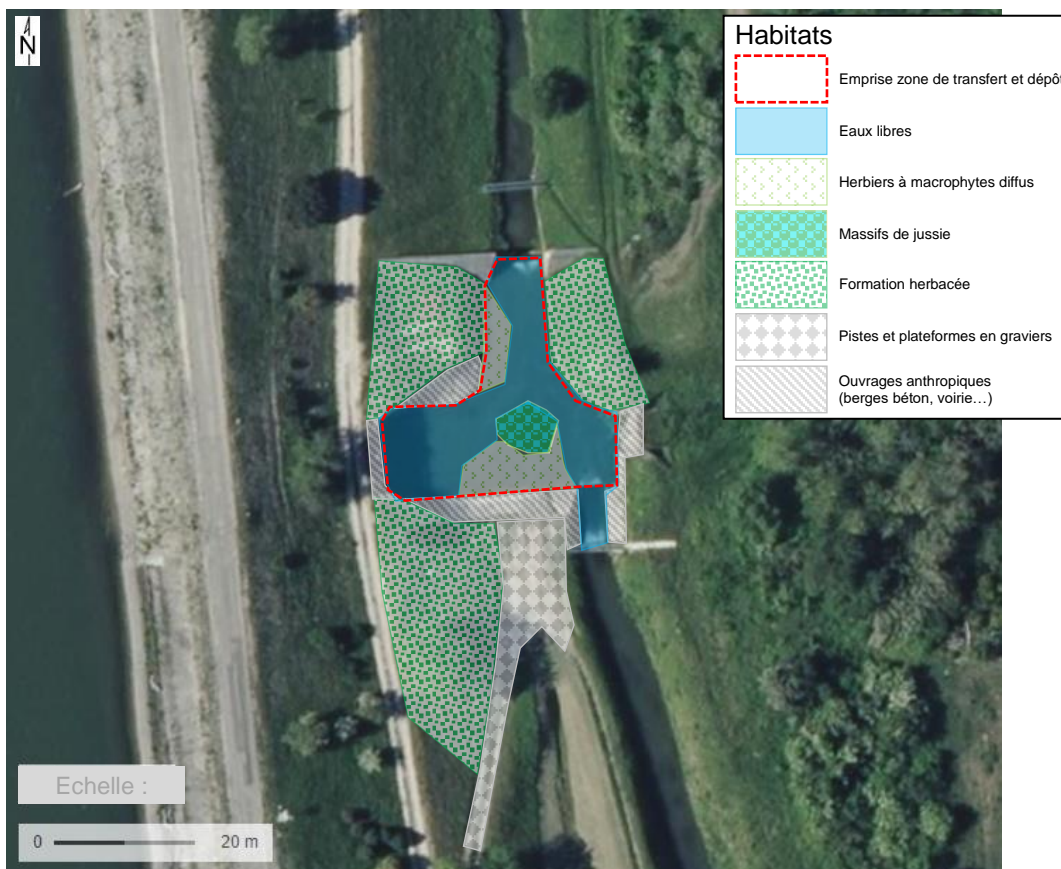 N
Habitats
Emprise zone de transfert et dépôt
Eaux libres
Herbiers à macrophytes diffus
Massifs de jussie
Formation herbacée
Pistes et plateformes en graviers
Ouvrages anthropiques
(berges béton, voirie…)
Echelle :
0 20 m